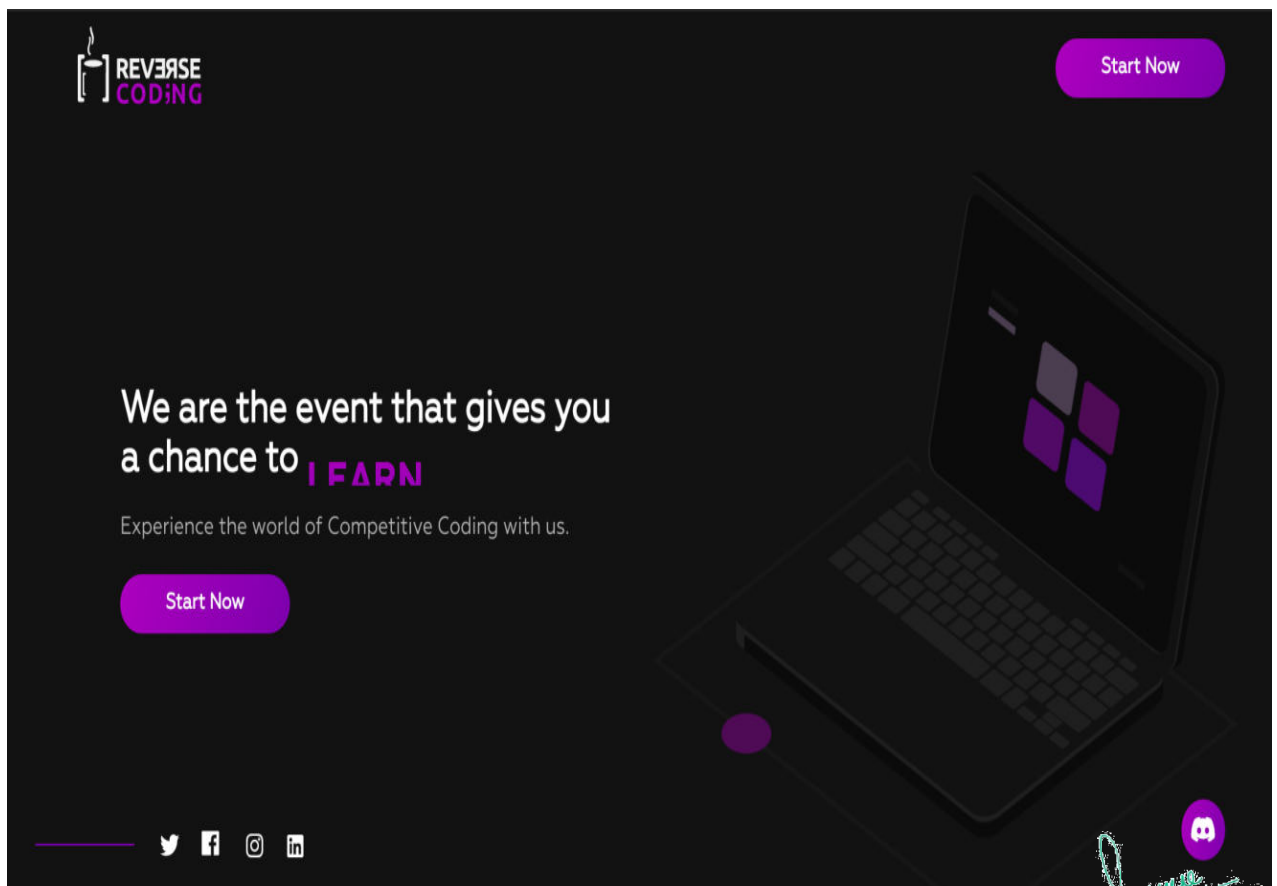 REVERSE
CODiNG
Start Now
We are the event that gives you
a chance to LEARN
Experience the world of Competitive Coding with us.
Start Now